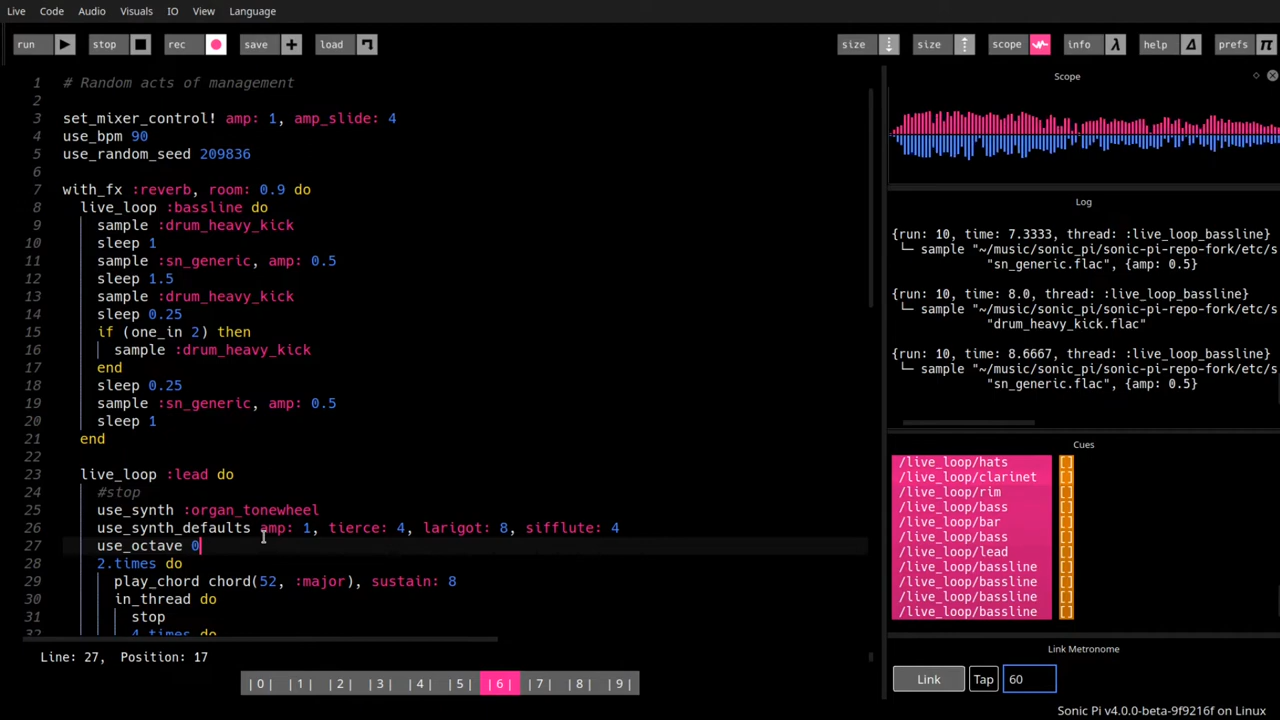 Live Code Audio Visuals IO View Language
run stop rec save + load size size scope info λ help Δ prefs π
1 # Random acts of management
2
3 set_mixer_control! amp: 1, amp_slide: 4
4 use_bpm 90
5 use_random_seed 209836
6
7 with_fx :reverb, room: 0.9 do
8 live_loop :bassline do
9 sample :drum_heavy_kick
10 sleep 1
11 sample :sn_generic, amp: 0.5
12 sleep 1.5
13 sample :drum_heavy_kick
14 sleep 0.25
15 if (one_in 2) then
16 sample :drum_heavy_kick
17 end
18 sleep 0.25
19 sample :sn_generic, amp: 0.5
20 sleep 1
21 end
22
23 live_loop :lead do
24 #stop
25 use_synth :organ_tonewheel
26 use_synth_defaults amp: 1, tierce: 4, larigot: 8, sifflute: 4
27 use_octave 0
28 2.times do
29 play_chord chord(52, :major), sustain: 8
30 in_thread do
31 stop
32 4.times do
Line: 27, Position: 17
|0| |1| |2| |3| |4| |5| |6| |7| |8| |9|
Scope
Log
{run: 10, time: 7.3333, thread: :live_loop_bassline}
└─ sample "~/music/sonic_pi/sonic-pi-repo-fork/etc/s
"sn_generic.flac", {amp: 0.5}
{run: 10, time: 8.0, thread: :live_loop_bassline}
└─ sample "~/music/sonic_pi/sonic-pi-repo-fork/etc/s
"drum_heavy_kick.flac"
{run: 10, time: 8.6667, thread: :live_loop_bassline}
└─ sample "~/music/sonic_pi/sonic-pi-repo-fork/etc/s
"sn_generic.flac", {amp: 0.5}
Cues
/live_loop/hats []
/live_loop/clarinet []
/live_loop/rim []
/live_loop/bass []
/live_loop/bar []
/live_loop/bass []
/live_loop/lead []
/live_loop/bassline []
/live_loop/bassline []
/live_loop/bassline []
/live_loop/bassline []
Link Metronome
Link Tap 60
Sonic Pi v4.0.0-beta-9f9216f on Linux